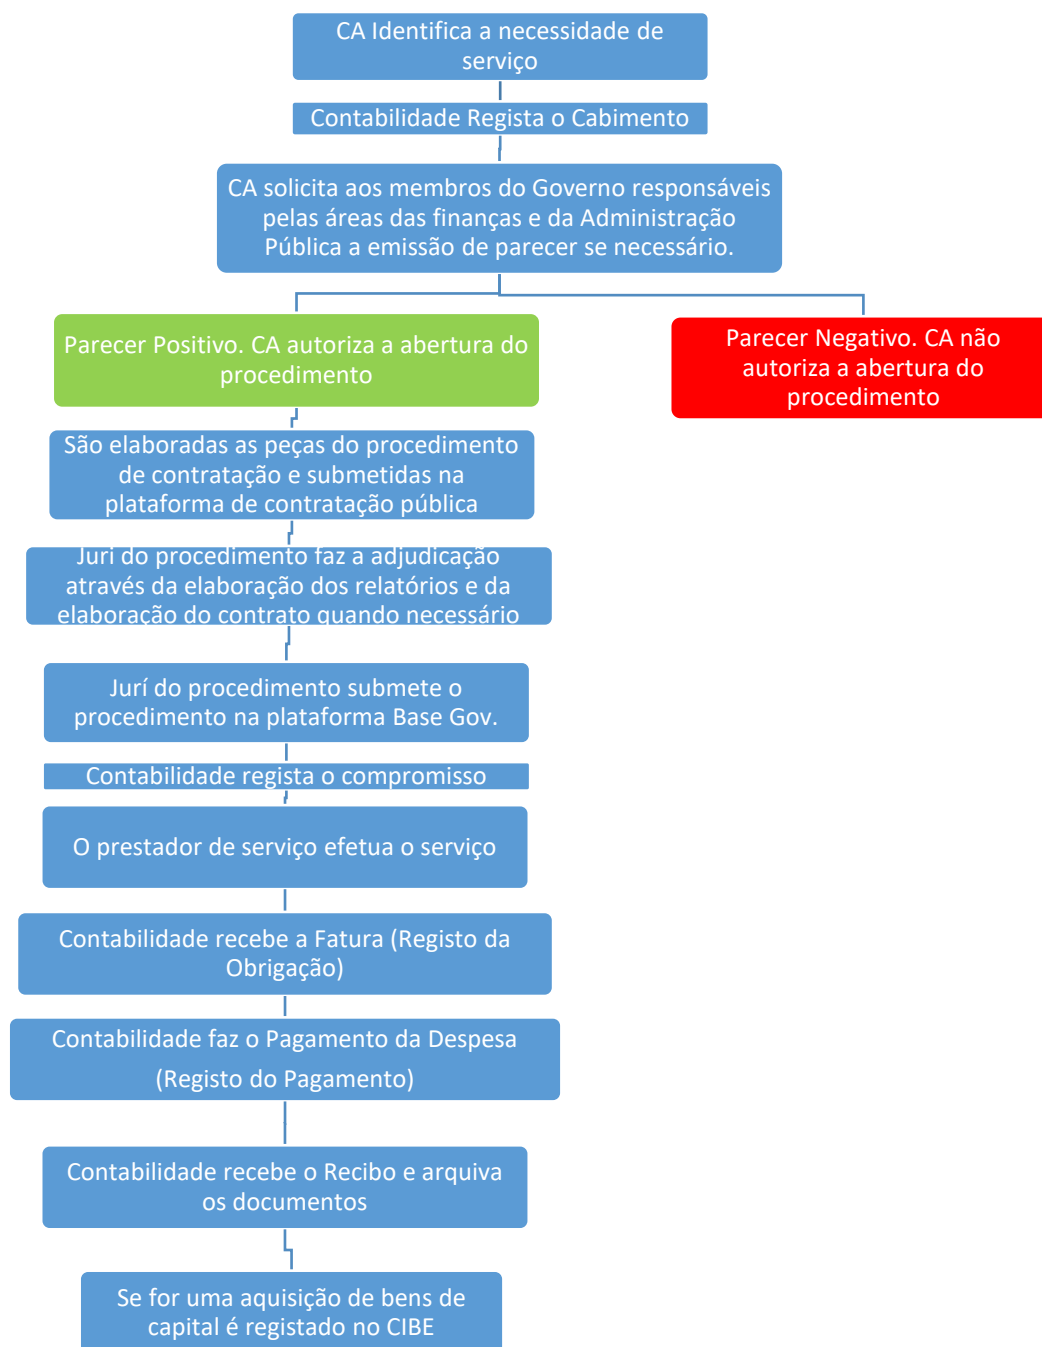 CA Identifica a necessidade de
serviço
Contabilidade Regista o Cabimento
CA solicita aos membros do Governo responsáveis
pelas áreas das finanças e da Administração
Pública a emissão de parecer se necessário.
Parecer Positivo. CA autoriza a abertura do
procedimento
Parecer Negativo. CA não
autoriza a abertura do
procedimento
São elaboradas as peças do procedimento
de contratação e submetidas na
plataforma de contratação pública
Juri do procedimento faz a adjudicação
através da elaboração dos relatórios e da
elaboração do contrato quando necessário
Jurí do procedimento submete o
procedimento na plataforma Base Gov.
Contabilidade regista o compromisso
O prestador de serviço efetua o serviço
Contabilidade recebe a Fatura (Registo da
Obrigação)
Contabilidade faz o Pagamento da Despesa
(Registo do Pagamento)
Contabilidade recebe o Recibo e arquiva
os documentos
Se for uma aquisição de bens de
capital é registado no CIBE